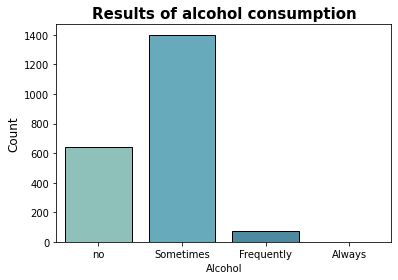 Results of alcohol consumption
Count
1400
1200
1000
800
600
400
200
0
no Sometimes Frequently Always
Alcohol